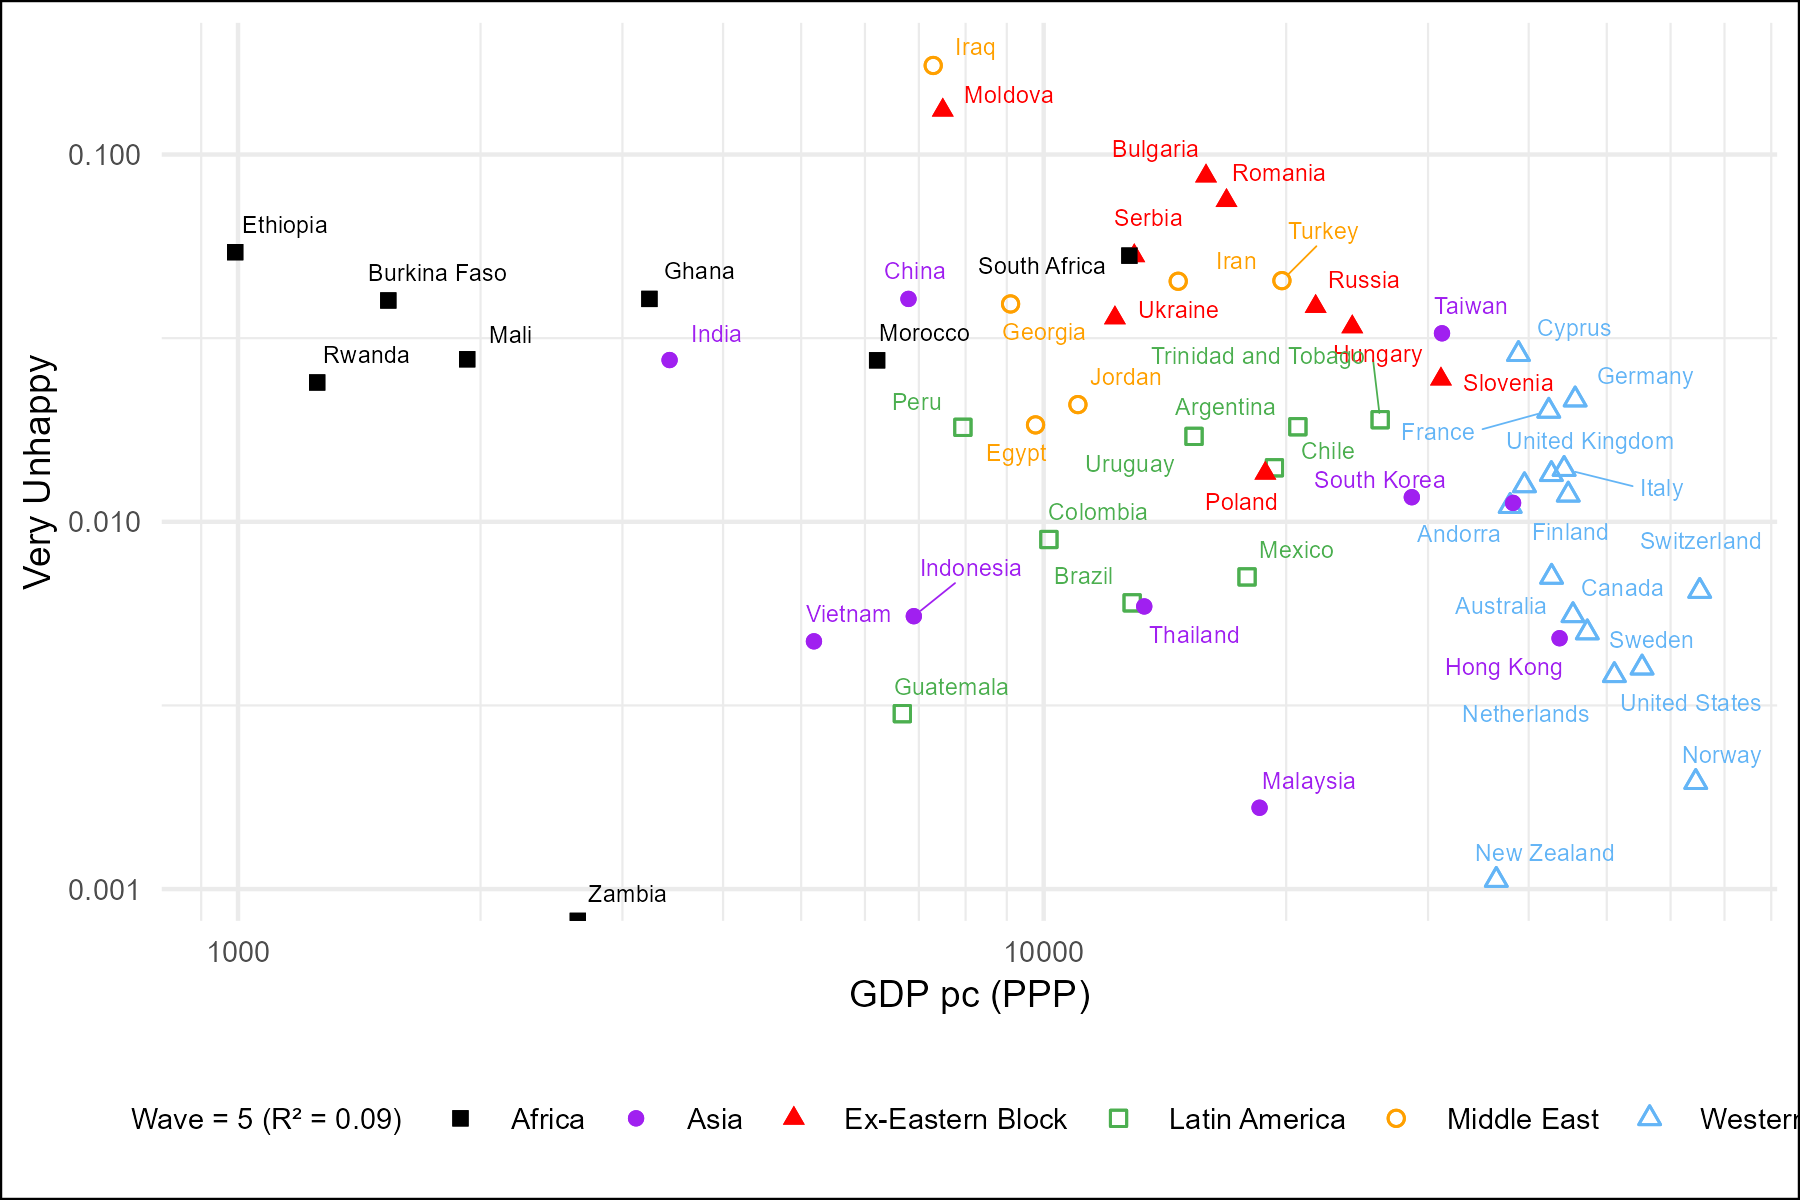 Iraq
Moldova
Bulgaria
0.100
Romania
Serbia
Ethiopia
Turkey
Iran
South Africa
China
Ghana
Burkina Faso
Russia
Taiwan
Ukraine
Cyprus
Georgia
Morocco
India
Mali
Rwanda
Trinidad and Tobago
Hungary
Jordan
Germany
Slovenia
Peru
Argentina
France
United Kingdom
Egypt
Chile
Uruguay
South Korea
Italy
Poland
Colombia
0.010
Andorra
Finland
Switzerland
Mexico
Indonesia
Brazil
Canada
Australia
Vietnam
Thailand
Sweden
Hong Kong
Guatemala
United States
Netherlands
Norway
Malaysia
New Zealand
0.001
Zambia
Very Unhappy
1000
10000
GDP pc (PPP)
Wave = 5 (R² = 0.09) Africa Asia Ex-Eastern Block Latin America Middle East Western